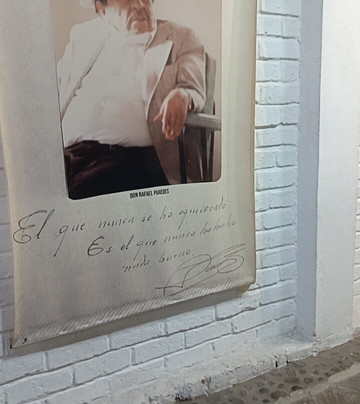 DON RAFAEL PAREDES
El que nunca se ha equivocado
Es el que nunca ha hecho
nada bueno.